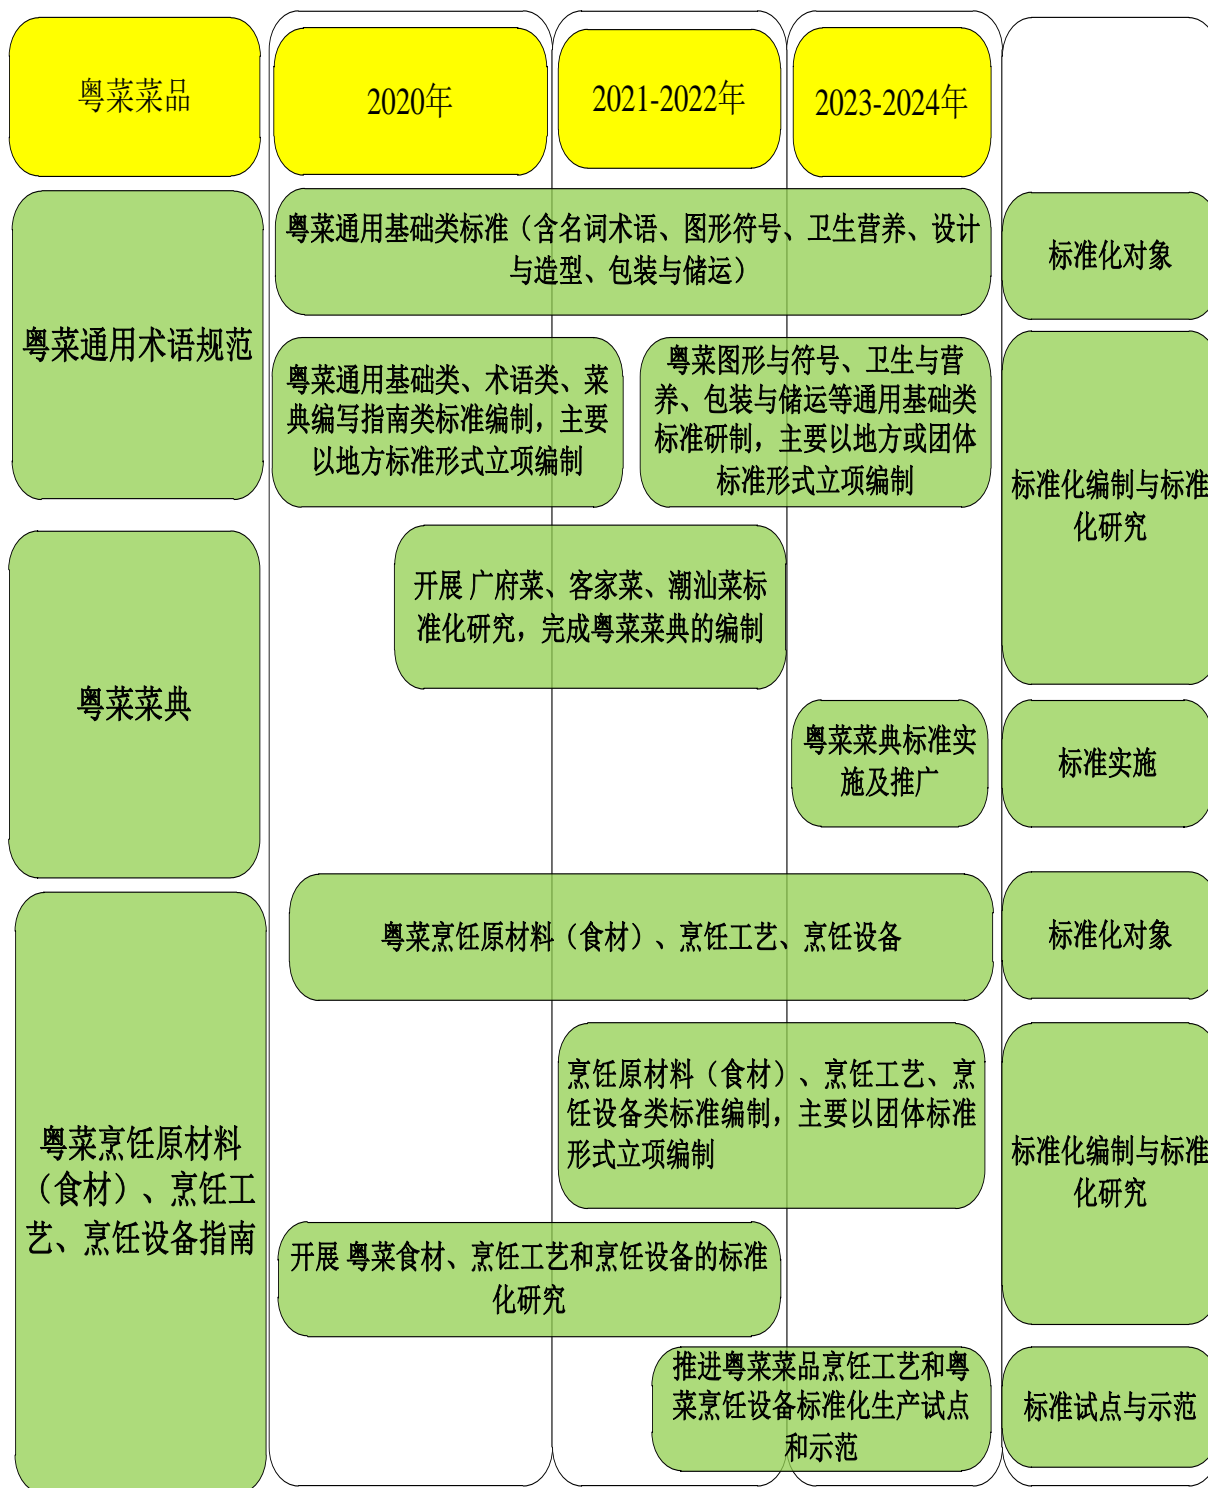 粤菜菜品
2020年
2021-2022年
2023-2024年
粤菜通用术语规范
粤菜通用基础类标准（含名词术语、图形符号、卫生营养、设计
与造型、包装与储运）
标准化对象
粤菜通用基础类、术语类、菜
典编写指南类标准编制，主要
以地方标准形式立项编制
粤菜图形与符号、卫生与营
养、包装与储运等通用基础类
标准研制，主要以地方或团体
标准形式立项编制
标准化编制与标准
化研究
粤菜菜典
开展 广府菜、客家菜、潮汕菜标
准化研究，完成粤菜菜典的编制
粤菜菜典标准实
施及推广
标准实施
粤菜烹饪原材料
（食材）、烹饪工
艺、烹饪设备指南
粤菜烹饪原材料（食材）、烹饪工艺、烹饪设备
标准化对象
烹饪原材料（食材）、烹饪工艺、烹
饪设备类标准编制，主要以团体标准
形式立项编制
标准化编制与标准
化研究
开展 粤菜食材、烹饪工艺和烹饪设备的标准
化研究
推进粤菜菜品烹饪工艺和粤
菜烹饪设备标准化生产试点
和示范
标准试点与示范